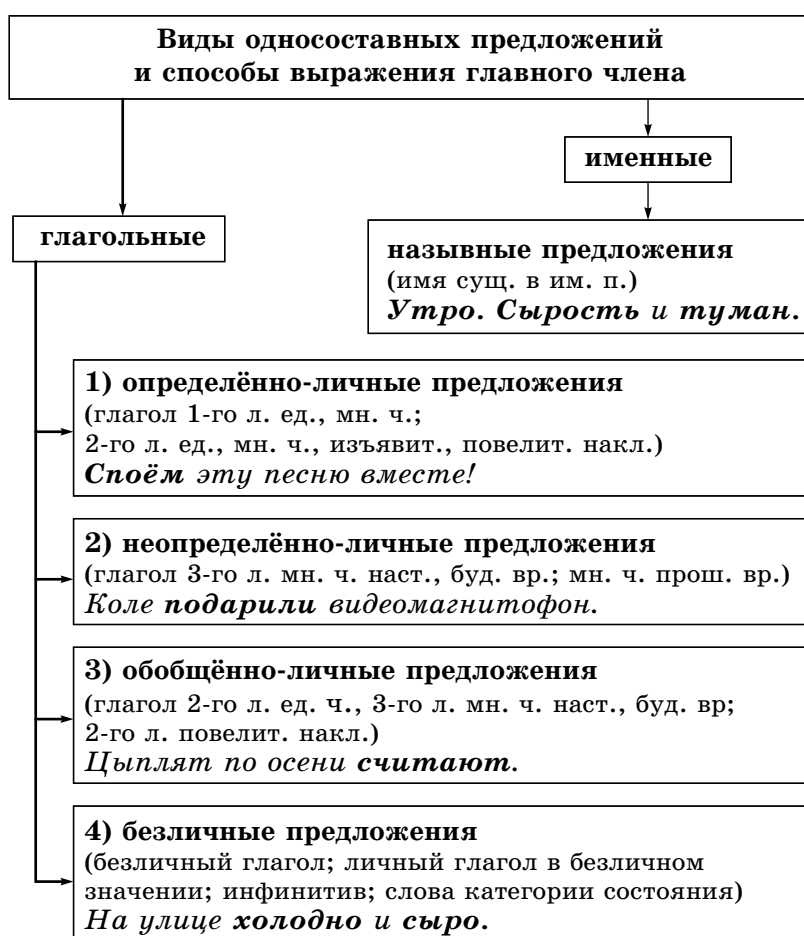 Виды односоставных предложений
и способы выражения главного члена
именные
глагольные
назывные предложения
(имя сущ. в им. п.)
Утро. Сырость и туман.
1) определённо-личные предложения
(глагол 1-го л. ед., мн. ч.;
2-го л. ед., мн. ч., изъявит., повелит. накл.)
Споём эту песню вместе!
2) неопределённо-личные предложения
(глагол 3-го л. мн. ч. наст., буд. вр.; мн. ч. прош. вр.)
Коле подарили видеомагнитофон.
3) обобщённо-личные предложения
(глагол 2-го л. ед. ч., 3-го л. мн. ч. наст., буд. вр;
2-го л. повелит. накл.)
Цыплят по осени считают.
4) безличные предложения
(безличный глагол; личный глагол в безличном
значении; инфинитив; слова категории состояния)
На улице холодно и сыро.